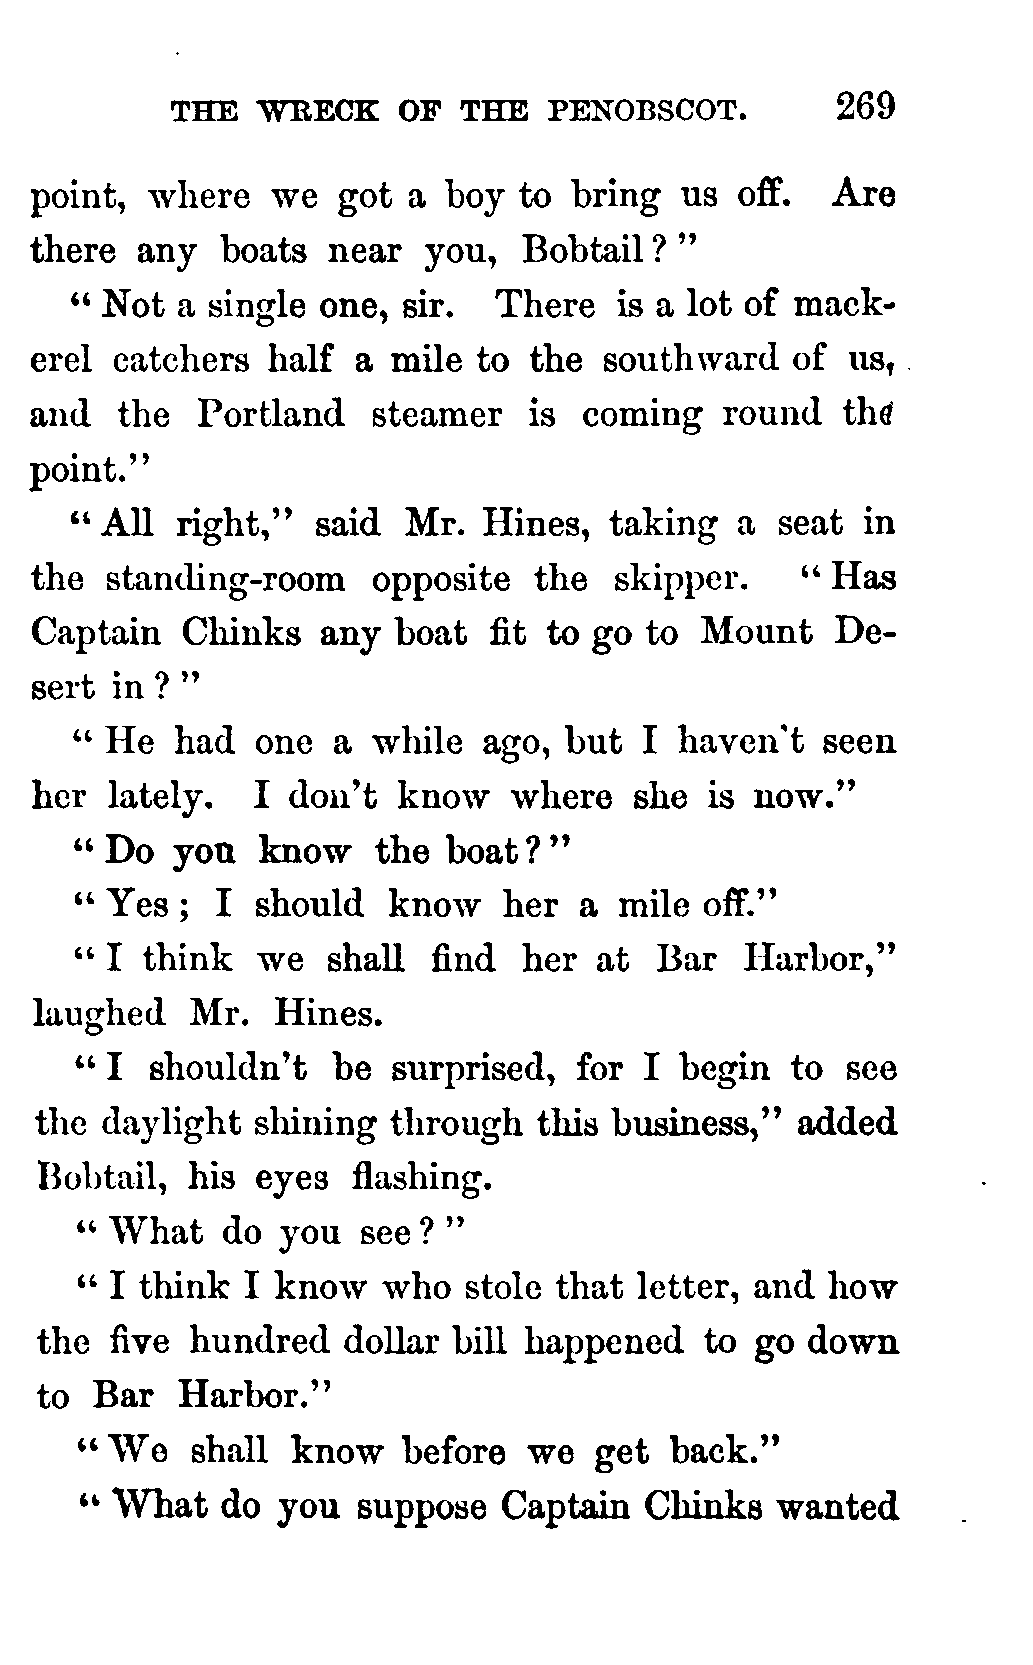 THE WRECK OF THE PENOBSCOT. 269
point, where we got a boy to bring us off. Are
there any boats near you, Bobtail?"
"Not a single one, sir. There is a lot of mack-
erel catchers half a mile to the southward of us,
and the Portland steamer is coming round the
point."
"All right," said Mr. Hines, taking a seat in
the standing-room opposite the skipper. "Has
Captain Chinks any boat fit to go to Mount De-
sert in?"
"He had one a while ago, but I haven't seen
her lately. I don't know where she is now."
"Do you know the boat?"
"Yes; I should know her a mile off."
"I think we shall find her at Bar Harbor,"
laughed Mr. Hines.
"I shouldn't be surprised, for I begin to see
the daylight shining through this business," added
Bobtail, his eyes flashing.
"What do you see?"
"I think I know who stole that letter, and how
the five hundred dollar bill happened to go down
to Bar Harbor."
"We shall know before we get back."
"What do you suppose Captain Chinks wanted